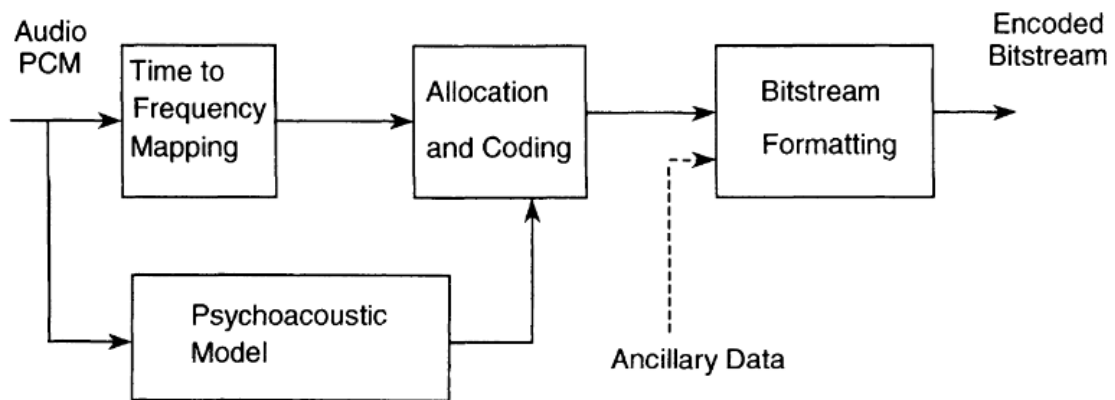 Audio
PCM
Time to
Frequency
Mapping
Allocation
and Coding
Bitstream
Formatting
Encoded
Bitstream
Psychoacoustic
Model
Ancillary Data